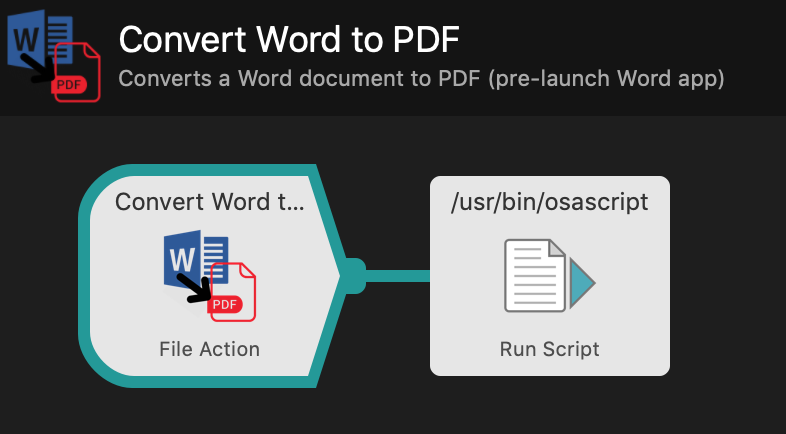 W
PDF
Convert Word to PDF
Converts a Word document to PDF (pre-launch Word app)
Convert Word t...
W
PDF
File Action
/usr/bin/osascript
Run Script